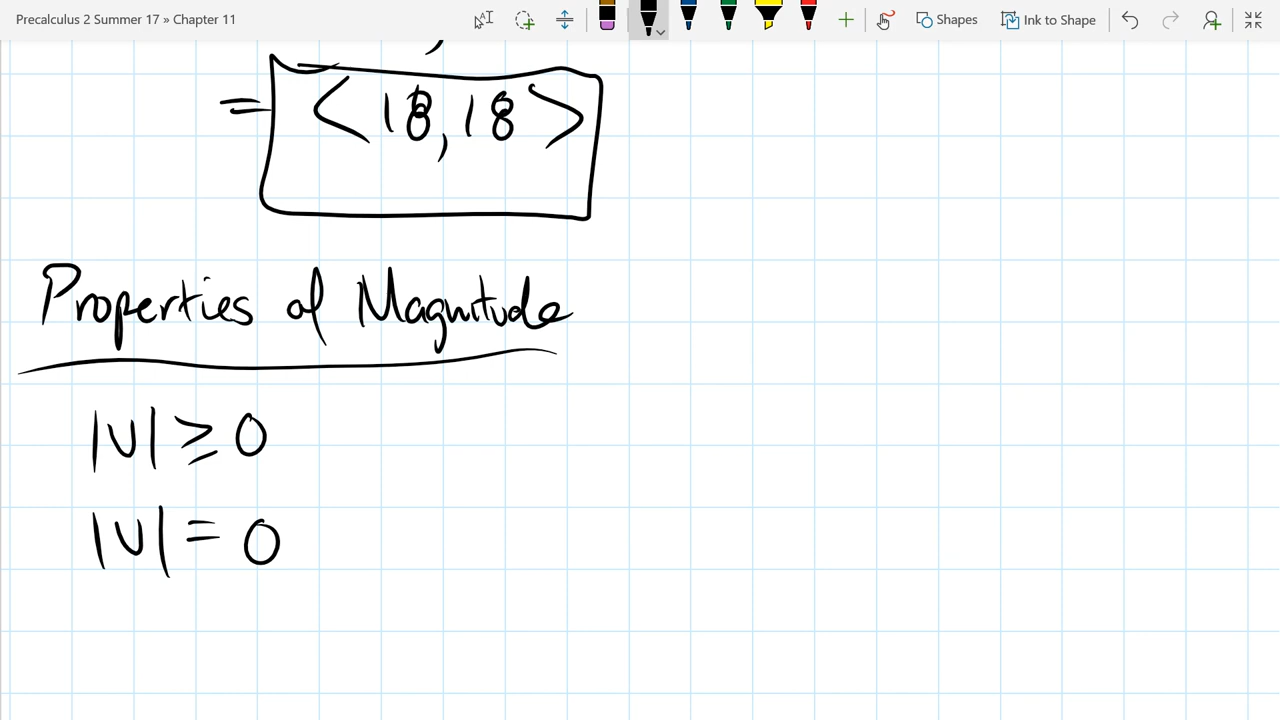 Precalculus 2 Summer 17 » Chapter 11
Shapes
Ink to Shape
= <18, 18>
Properties of Magnitude
|v| ≥ 0
|v| = 0